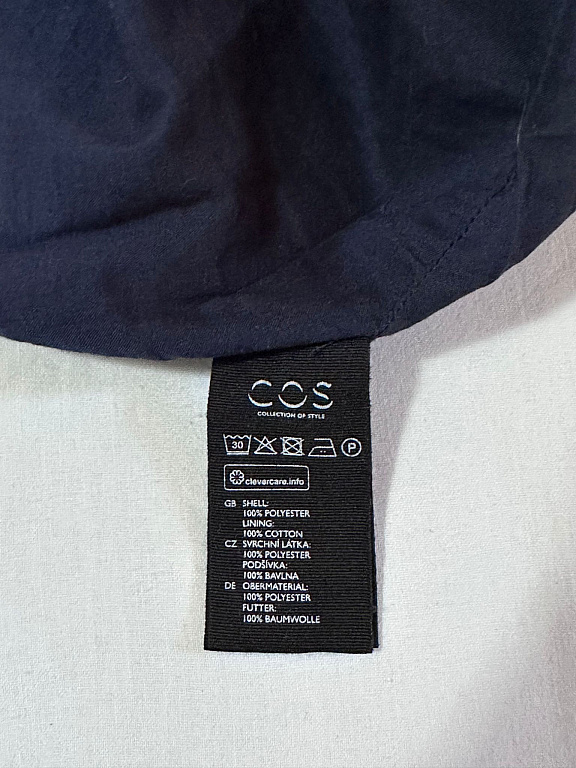 COS
COLLECTION OF STYLE
30 P
clevercare.info
GB SHELL:
100% POLYESTER
LINING:
100% COTTON
CZ SVRCHNÍ LÁTKA:
100% POLYESTER
PODŠÍVKA:
100% BAVLNA
DE OBERMATERIAL:
100% POLYESTER
FUTTER:
100% BAUMWOLLE